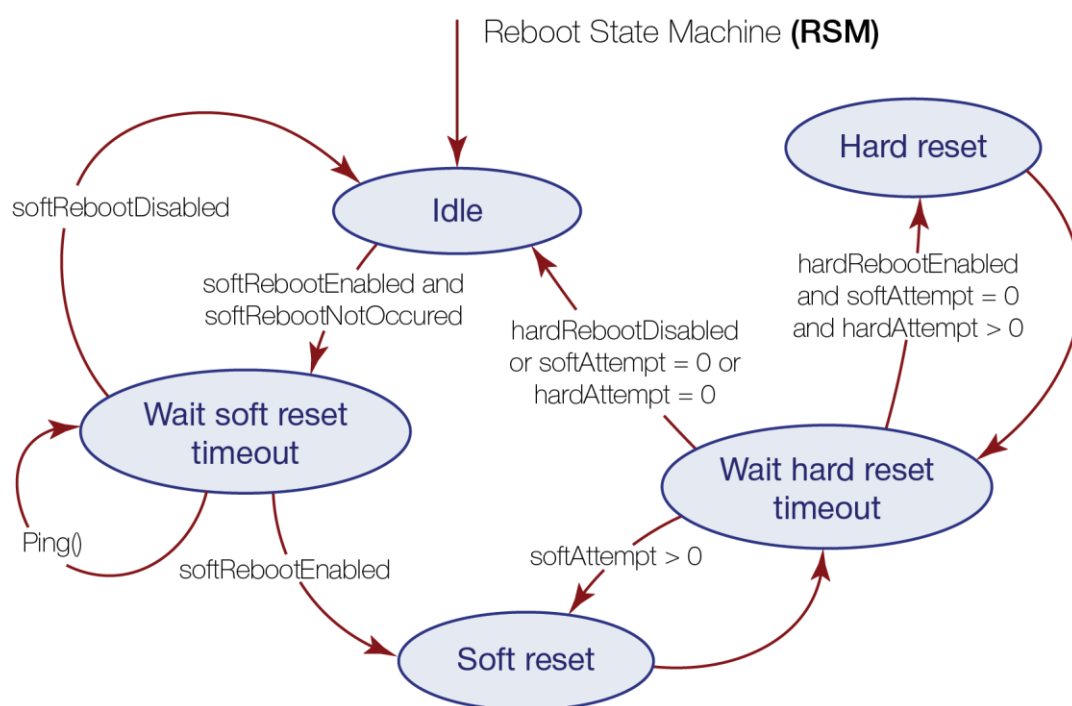 Reboot State Machine (RSM)
Hard reset
softRebootDisabled
Idle
softRebootEnabled and
softRebootNotOccured
hardRebootEnabled
and softAttempt = 0
and hardAttempt > 0
hardRebootDisabled
or softAttempt = 0 or
hardAttempt = 0
Wait soft reset
timeout
Wait hard reset
timeout
Ping()
softRebootEnabled
softAttempt > 0
Soft reset